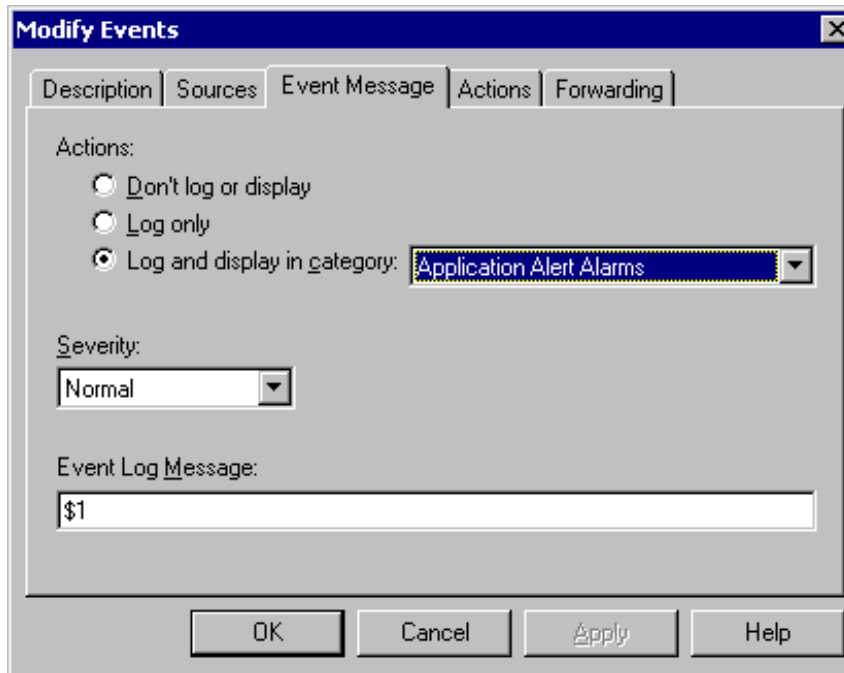 Modify Events
Description Sources Event Message Actions Forwarding
Actions:
Don't log or display
Log only
Log and display in category: Application Alert Alarms
Severity:
Normal
Event Log Message:
$1
OK Cancel Apply Help